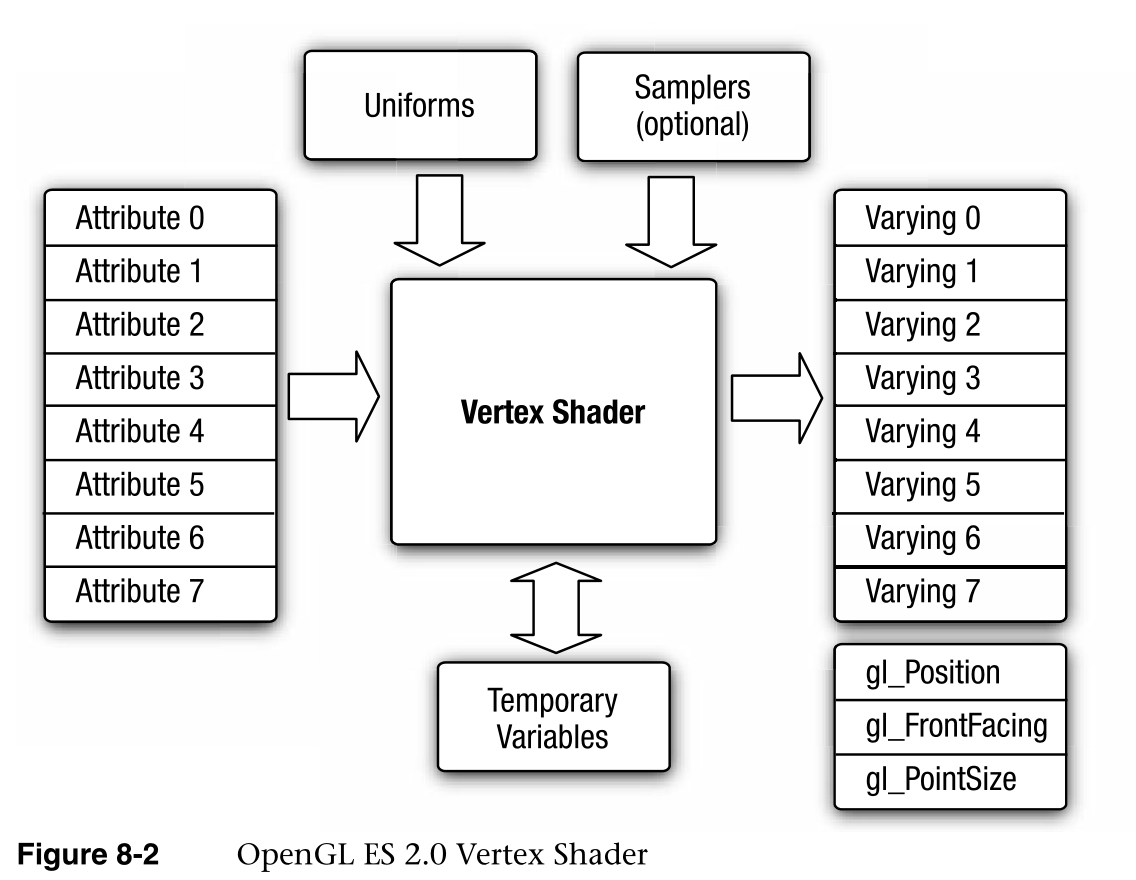 Uniforms
Samplers
(optional)
Attribute 0
Attribute 1
Attribute 2
Attribute 3
Attribute 4
Attribute 5
Attribute 6
Attribute 7
Vertex Shader
Varying 0
Varying 1
Varying 2
Varying 3
Varying 4
Varying 5
Varying 6
Varying 7
Temporary
Variables
gl_Position
gl_FrontFacing
gl_PointSize
Figure 8-2 OpenGL ES 2.0 Vertex Shader